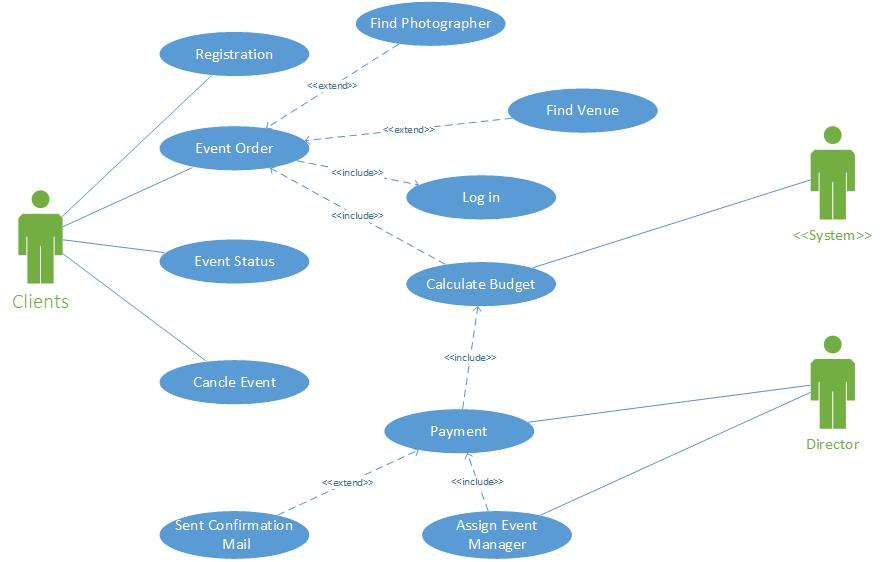 Find Photographer
Registration
<<extend>>
Find Venue
<<extend>>
Event Order
<<include>>
Log in
<<include>>
<<System>>
Event Status
Calculate Budget
Clients
<<include>>
Cancle Event
Payment
Director
<<extend>>
<<include>>
Sent Confirmation
Mail
Assign Event
Manager